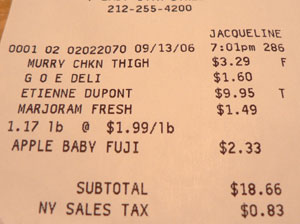 212-255-4200
JACQUELINE
0001 02 02022070 09/13/06 7:01pm 286
MURRY CHKN THIGH $3.29 F
G O E DELI $1.60
ETIENNE DUPONT $9.95 T
MARJORAM FRESH $1.49
1.17 lb @ $1.99/lb
APPLE BABY FUJI $2.33
SUBTOTAL $18.66
NY SALES TAX $0.83